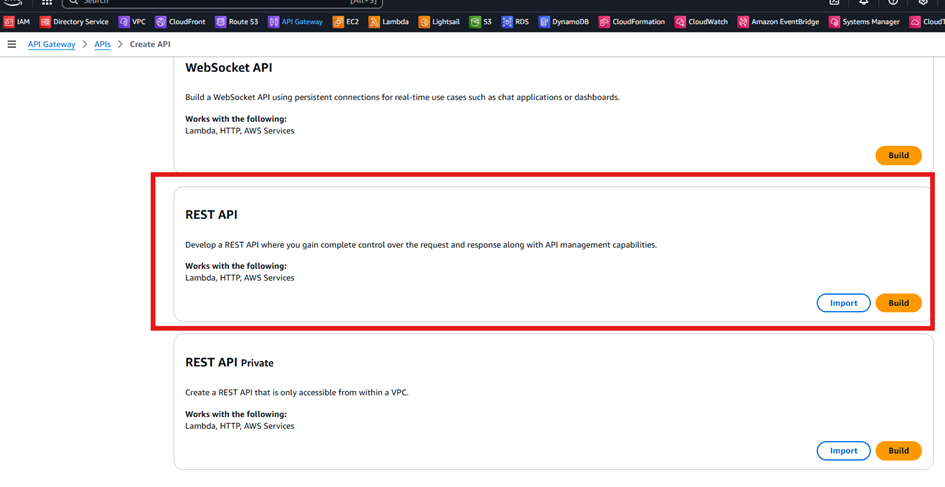 Search
[Alt+S]
IAM
Directory Service
VPC
CloudFront
Route 53
API Gateway
EC2
Lambda
Lightsail
S3
RDS
DynamoDB
CloudFormation
CloudWatch
Amazon EventBridge
Systems Manager
CloudT
API Gateway > APIs > Create API
WebSocket API
Build a WebSocket API using persistent connections for real-time use cases such as chat applications or dashboards.
Works with the following:
Lambda, HTTP, AWS Services
Build
REST API
Develop a REST API where you gain complete control over the request and response along with API management capabilities.
Works with the following:
Lambda, HTTP, AWS Services
Import
Build
REST API Private
Create a REST API that is only accessible from within a VPC.
Works with the following:
Lambda, HTTP, AWS Services
Import
Build